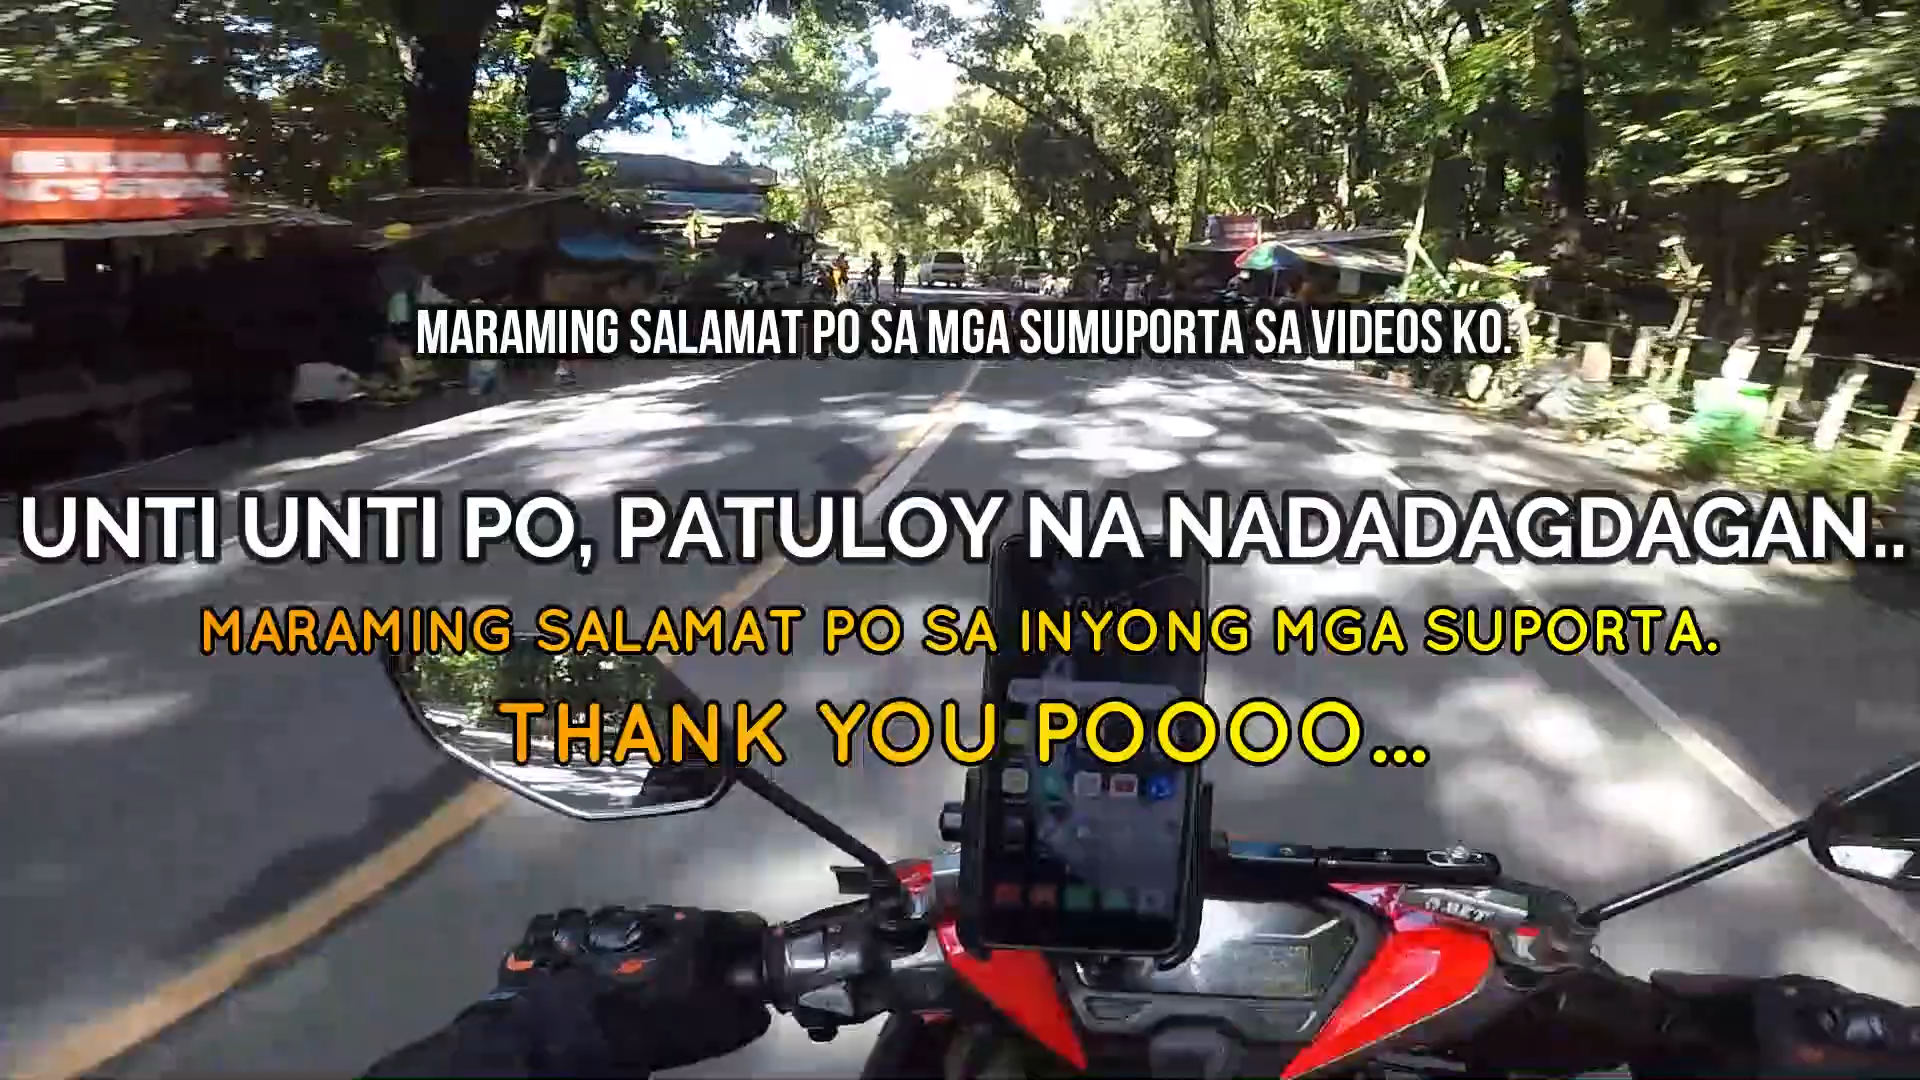 MARAMING SALAMAT PO SA MGA SUMUPORTA SA VIDEOS KO.
UNTI UNTI PO, PATULOY NA NADADAGDAGAN..
MARAMING SALAMAT PO SA INYONG MGA SUPORTA.
THANK YOU POOOO...